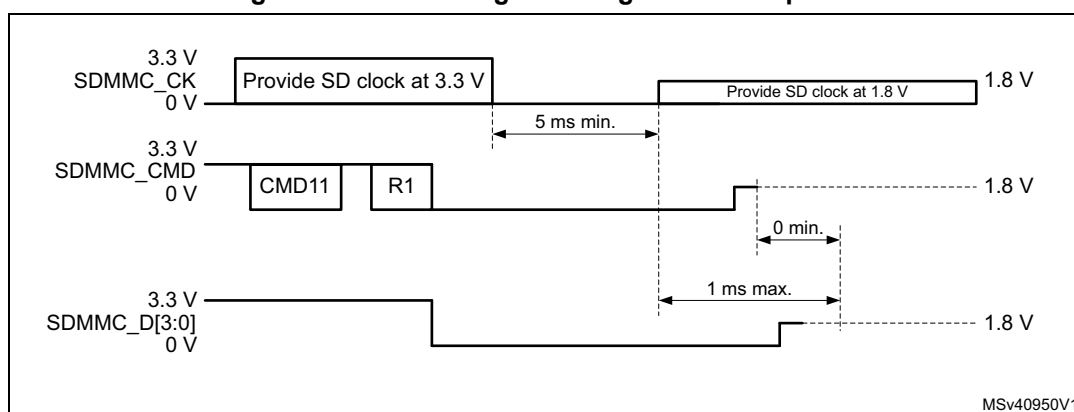 3.3 V
SDMMC_CK
0 V
Provide SD clock at 3.3 V
Provide SD clock at 1.8 V
1.8 V
5 ms min.
3.3 V
SDMMC_CMD
0 V
CMD11
R1
1.8 V
0 min.
1 ms max.
3.3 V
SDMMC_D[3:0]
0 V
1.8 V
MSv40950V1